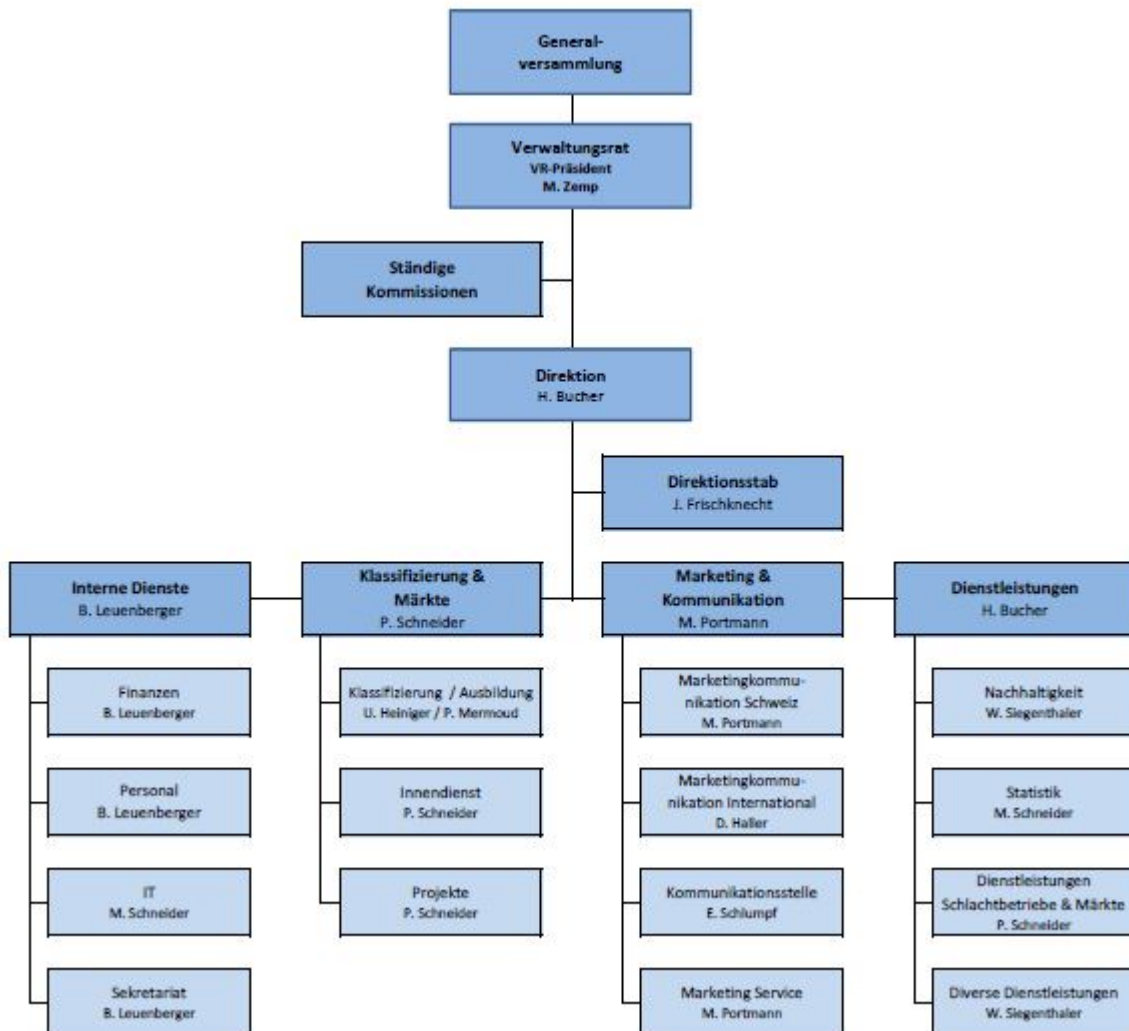 General-
versammlung
Verwaltungsrat
VR-Präsident
M. Zemp
Ständige
Kommissionen
Direktion
H. Bucher
Direktionsstab
J. Frischknecht
Interne Dienste
B. Leuenberger
Klassifizierung &
Märkte
P. Schneider
Marketing &
Kommunikation
M. Portmann
Dienstleistungen
H. Bucher
Finanzen
B. Leuenberger
Klassifizierung / Ausbildung
U. Heiniger / P. Mermoud
Marketingkommu-
nikation Schweiz
M. Portmann
Nachhaltigkeit
W. Siegenthaler
Personal
B. Leuenberger
Innendienst
P. Schneider
Marketingkommu-
nikation International
D. Haller
Statistik
M. Schneider
IT
M. Schneider
Projekte
P. Schneider
Kommunikationsstelle
E. Schlumpf
Dienstleistungen
Schlachtbetriebe & Märkte
P. Schneider
Sekretariat
B. Leuenberger
Marketing Service
M. Portmann
Diverse Dienstleistungen
W. Siegenthaler